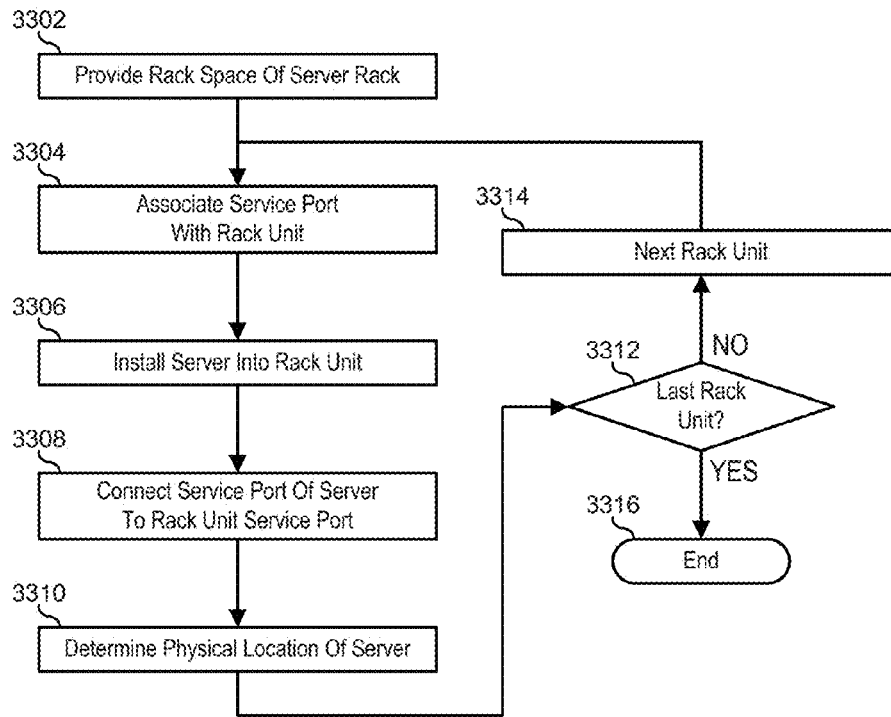 3302
Provide Rack Space Of Server Rack
3304
Associate Service Port
With Rack Unit
3306
Install Server Into Rack Unit
3308
Connect Service Port Of Server
To Rack Unit Service Port
3310
Determine Physical Location Of Server
3312
Last Rack
Unit?
NO
3314
Next Rack Unit
YES
3316
End